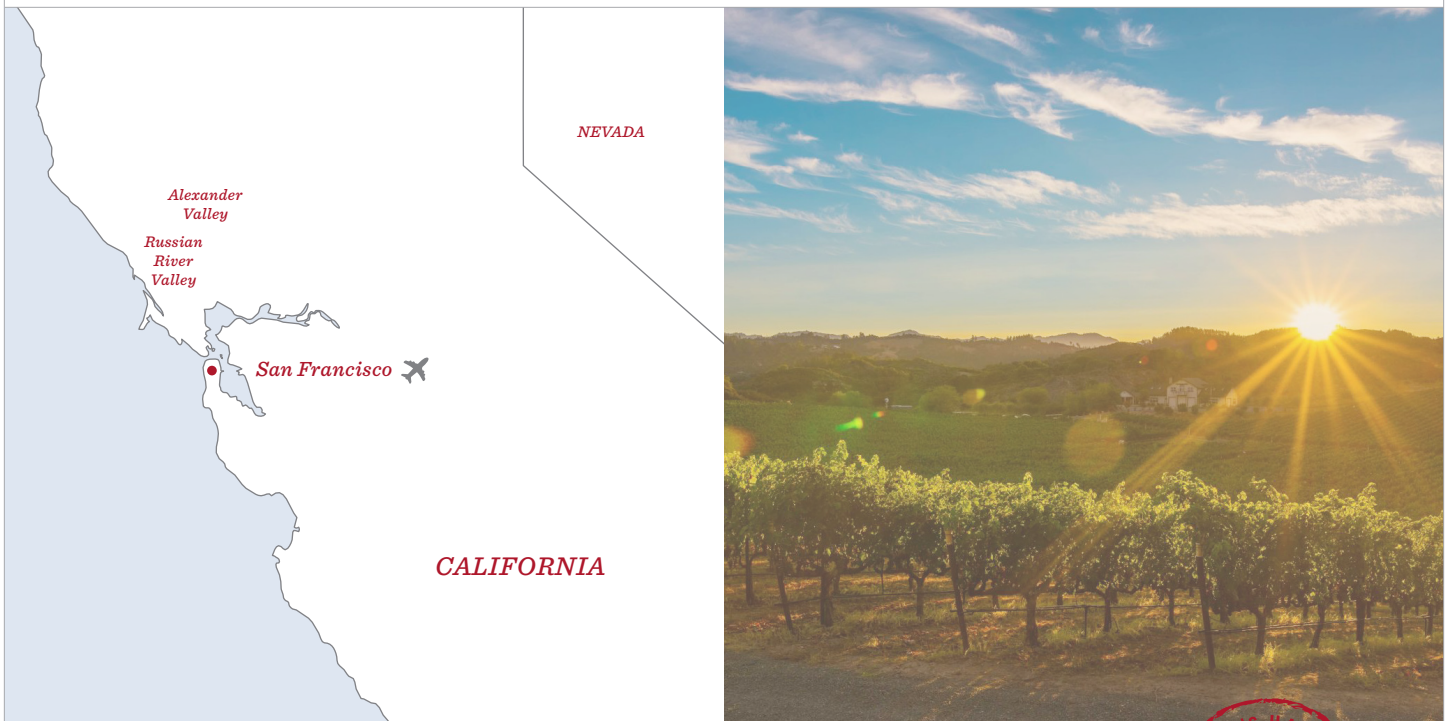 NEVADA
Alexander
Valley
Russian
River
Valley
San Francisco
CALIFORNIA